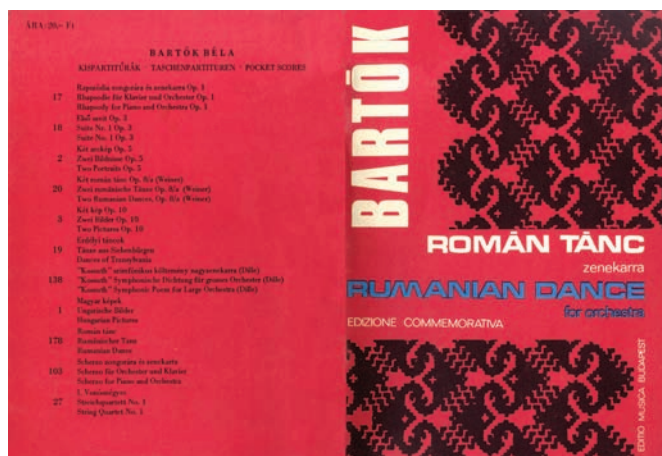 ÁRA: 20,– Ft
BARTÓK BÉLA
KISPARTITÚRÁK · TASCHENPARTITUREN · POCKET SCORES
Rapszódia zongorára és zenekarra Op. 1
17 Rhapsodie für Klavier und Orchester Op. 1
Rhapsody for Piano and Orchestra Op. 1
Első szvit Op. 3
18 Suite Nr. 1 Op. 3
Suite No. 1 Op. 3
Két arckép Op. 5
2 Zwei Bildnisse Op. 5
Two Portraits Op. 5
Két román tánc Op. 8/a (Weiner)
20 Zwei rumänische Tänze Op. 8/a (Weiner)
Two Rumanian Dances, Op. 8/a (Weiner)
Két kép Op. 10
3 Zwei Bilder Op. 10
Two Pictures Op. 10
Erdélyi táncok
19 Tänze aus Siebenbürgen
Dances of Transylvania
"Kossuth" szimfónikus költemény nagyzenekarra (Dille)
138 "Kossuth" Symphonische Dichtung für grosses Orchester (Dille)
"Kossuth" Symphonic Poem for Large Orchestra (Dille)
Magyar képek
1 Ungarische Bilder
Hungarian Pictures
Román tánc
178 Rumänischer Tanz
Rumanian Dance
Scherzo zongorára és zenekarra
103 Scherzo für Orchester und Klavier
Scherzo for Piano and Orchestra
1. Vonósnégyes
27 Streichquartett No. 1
String Quartet No. 1
BARTÓK
ROMÁN TÁNC
zenekarra
RUMANIAN DANCE
for orchestra
EDIZIONE COMMEMORATIVA
EDITIO MUSICA BUDAPEST